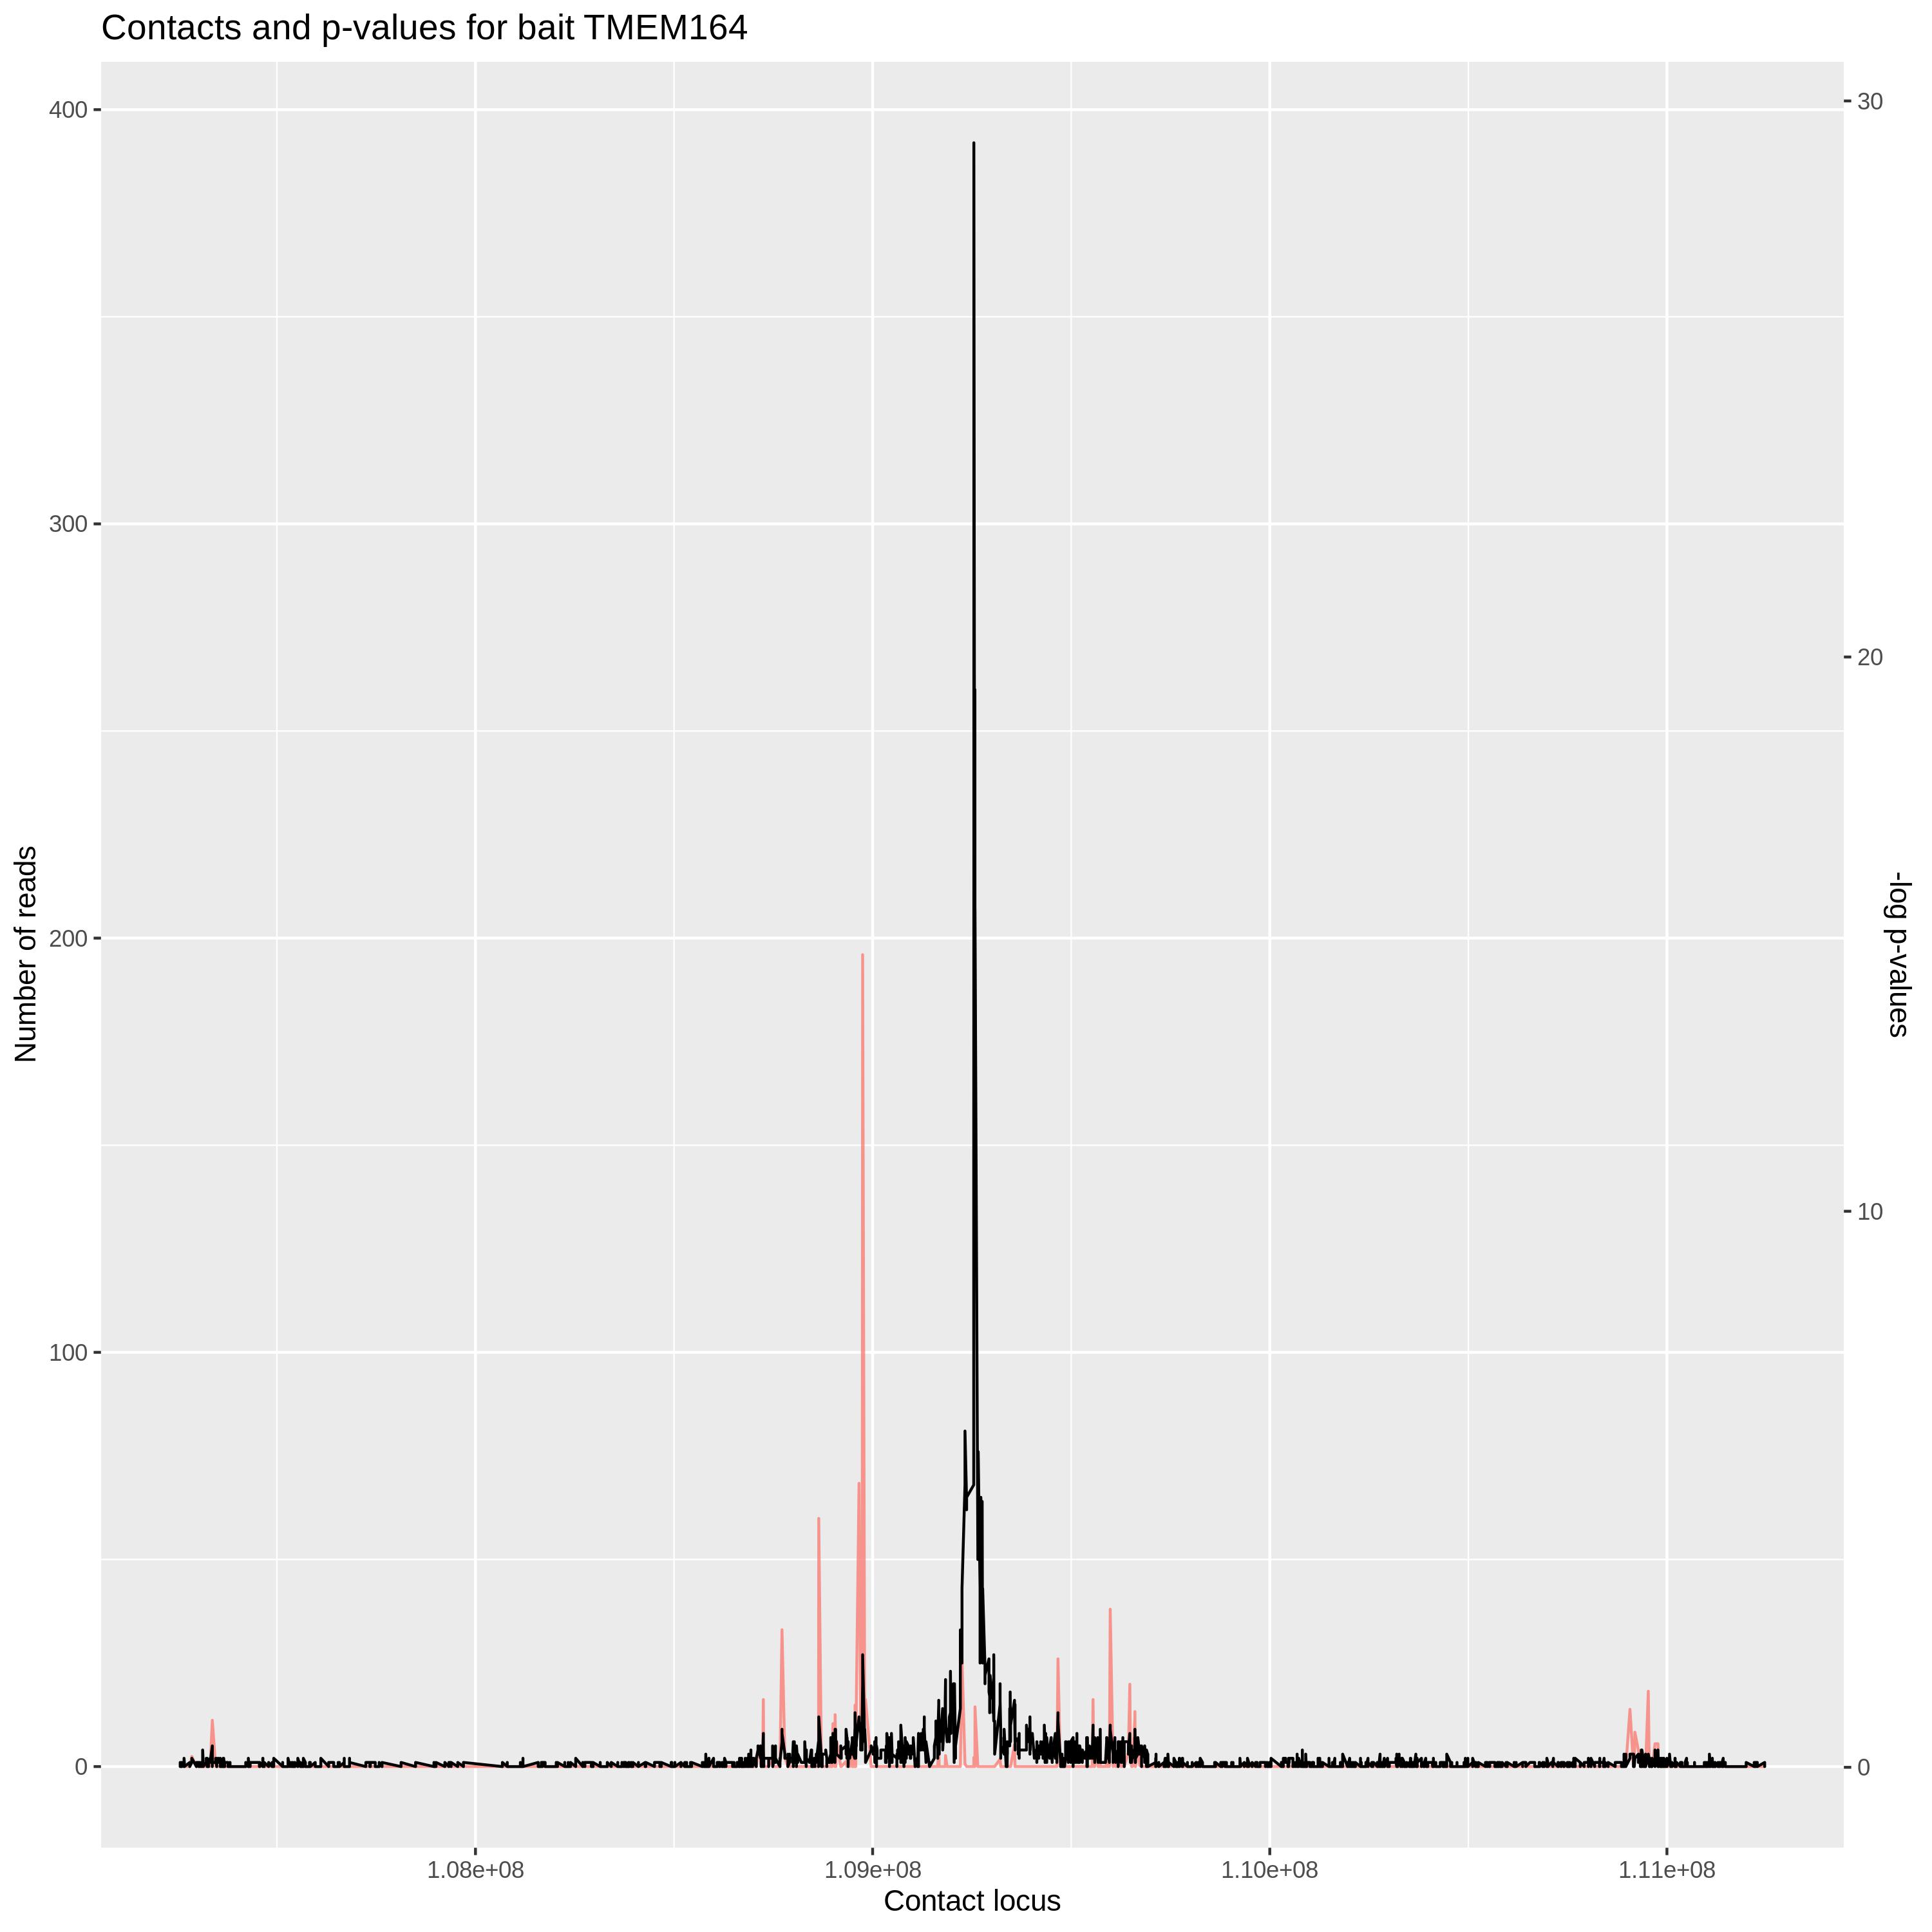 Contacts and p-values for bait TMEM164
400
300
200
100
0
Number of reads
30
20
10
0
-log p-values
1.08e+08
1.09e+08
1.10e+08
1.11e+08
Contact locus